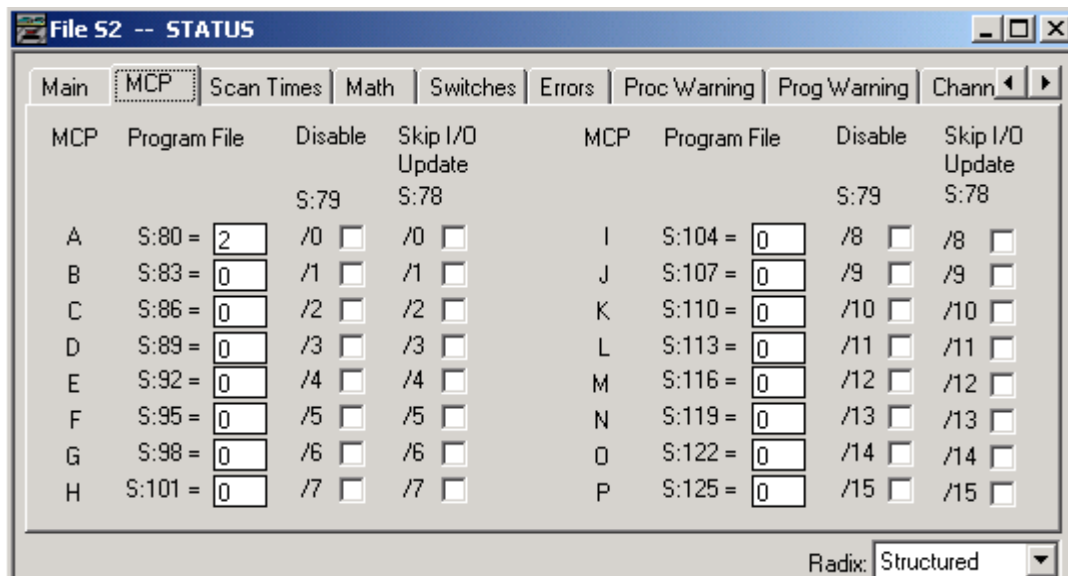 File S2 -- STATUS
Main MCP Scan Times Math Switches Errors Proc Warning Prog Warning Chann
MCP Program File Disable Skip I/O Update MCP Program File Disable Skip I/O Update
S:79 S:78 S:79 S:78
A S:80 = 2 /0 /0 I S:104 = 0 /8 /8
B S:83 = 0 /1 /1 J S:107 = 0 /9 /9
C S:86 = 0 /2 /2 K S:110 = 0 /10 /10
D S:89 = 0 /3 /3 L S:113 = 0 /11 /11
E S:92 = 0 /4 /4 M S:116 = 0 /12 /12
F S:95 = 0 /5 /5 N S:119 = 0 /13 /13
G S:98 = 0 /6 /6 O S:122 = 0 /14 /14
H S:101 = 0 /7 /7 P S:125 = 0 /15 /15
Radix: Structured